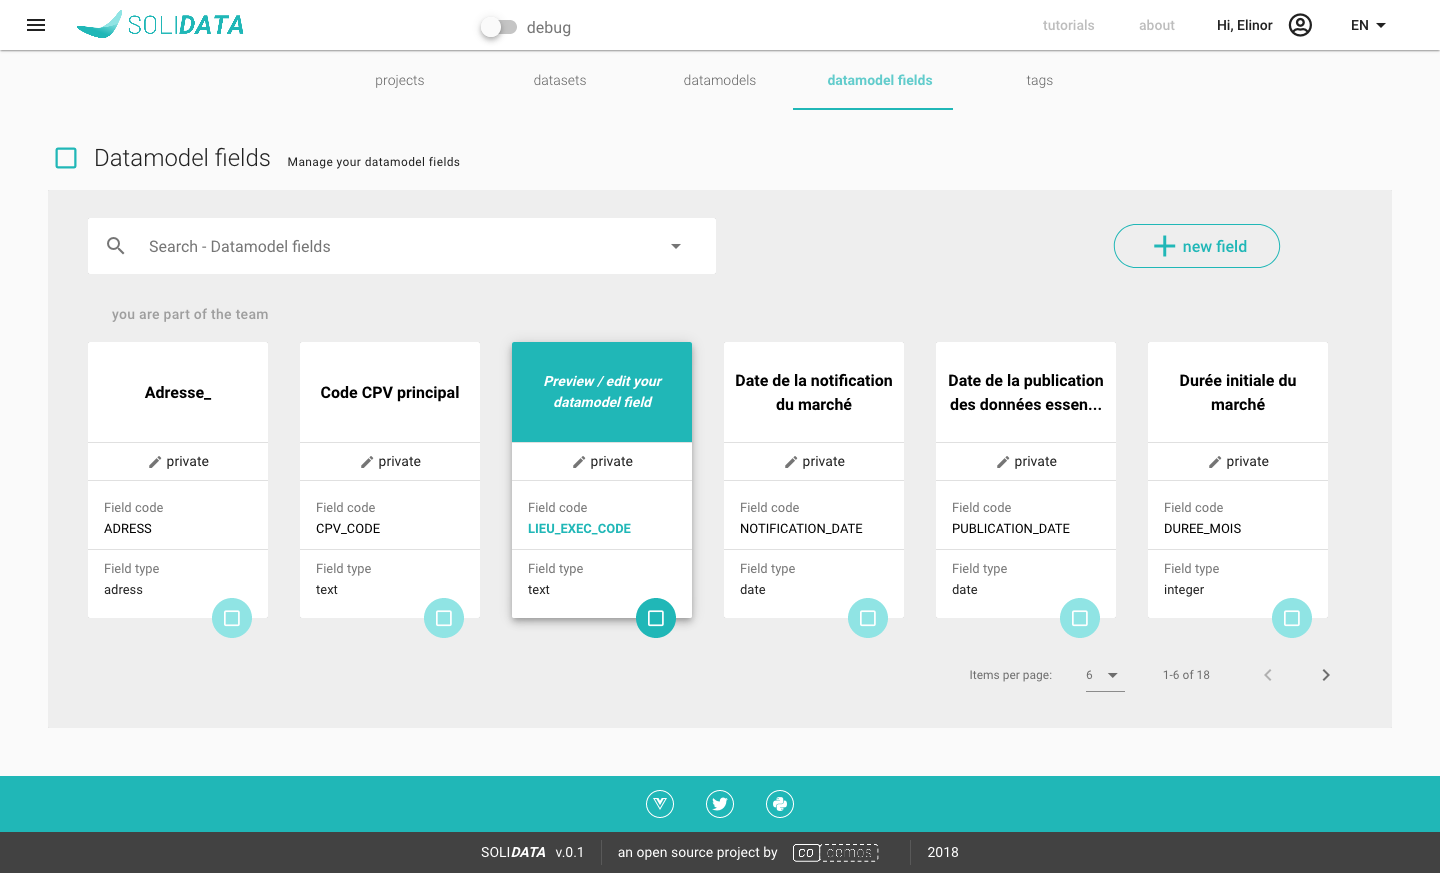 SOLIDATA
debug
tutorials
about
Hi, Elinor
EN
projects
datasets
datamodels
datamodel fields
tags
Datamodel fields
Manage your datamodel fields
Search - Datamodel fields
new field
you are part of the team
Adresse_
private
Field code
ADRESS
Field type
adress
Code CPV principal
private
Field code
CPV_CODE
Field type
text
Preview / edit your
datamodel field
private
Field code
LIEU_EXEC_CODE
Field type
text
Date de la notification
du marché
private
Field code
NOTIFICATION_DATE
Field type
date
Date de la publication
des données essen...
private
Field code
PUBLICATION_DATE
Field type
date
Durée initiale du
marché
private
Field code
DUREE_MOIS
Field type
integer
Items per page:
6
1-6 of 18
SOLIDATA v.0.1
an open source project by
co demos
2018